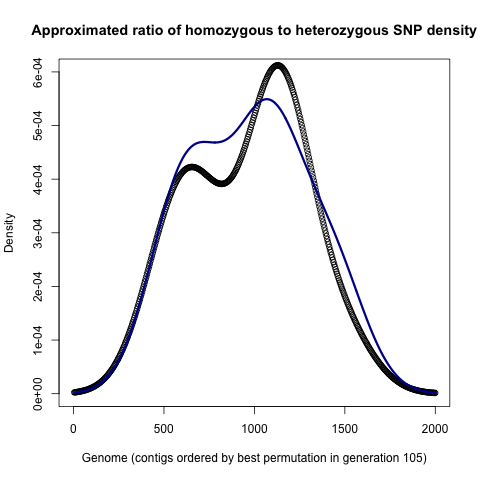 Approximated ratio of homozygous to heterozygous SNP density
6e-04
5e-04
4e-04
3e-04
2e-04
1e-04
0e+00
Density
0 500 1000 1500 2000
Genome (contigs ordered by best permutation in generation 105)